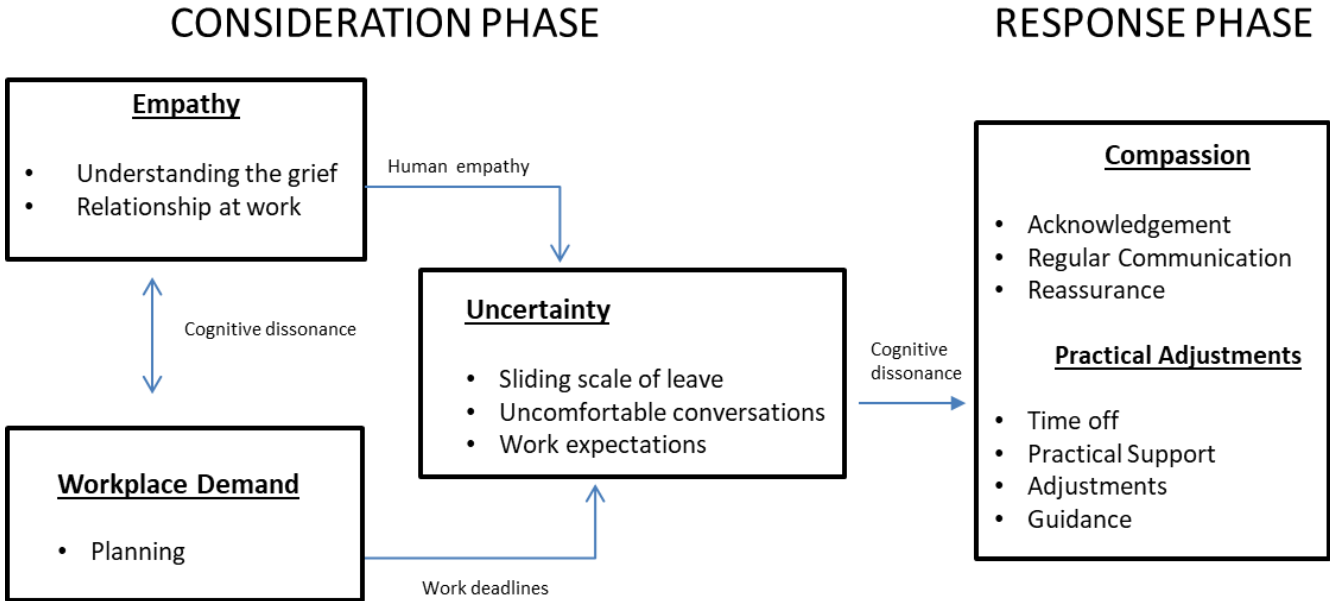 CONSIDERATION PHASE
RESPONSE PHASE
Empathy
• Understanding the grief
• Relationship at work
Human empathy
Cognitive dissonance
Workplace Demand
• Planning
Work deadlines
Uncertainty
• Sliding scale of leave
• Uncomfortable conversations
• Work expectations
Cognitive
dissonance
Compassion
• Acknowledgement
• Regular Communication
• Reassurance
Practical Adjustments
• Time off
• Practical Support
• Adjustments
• Guidance